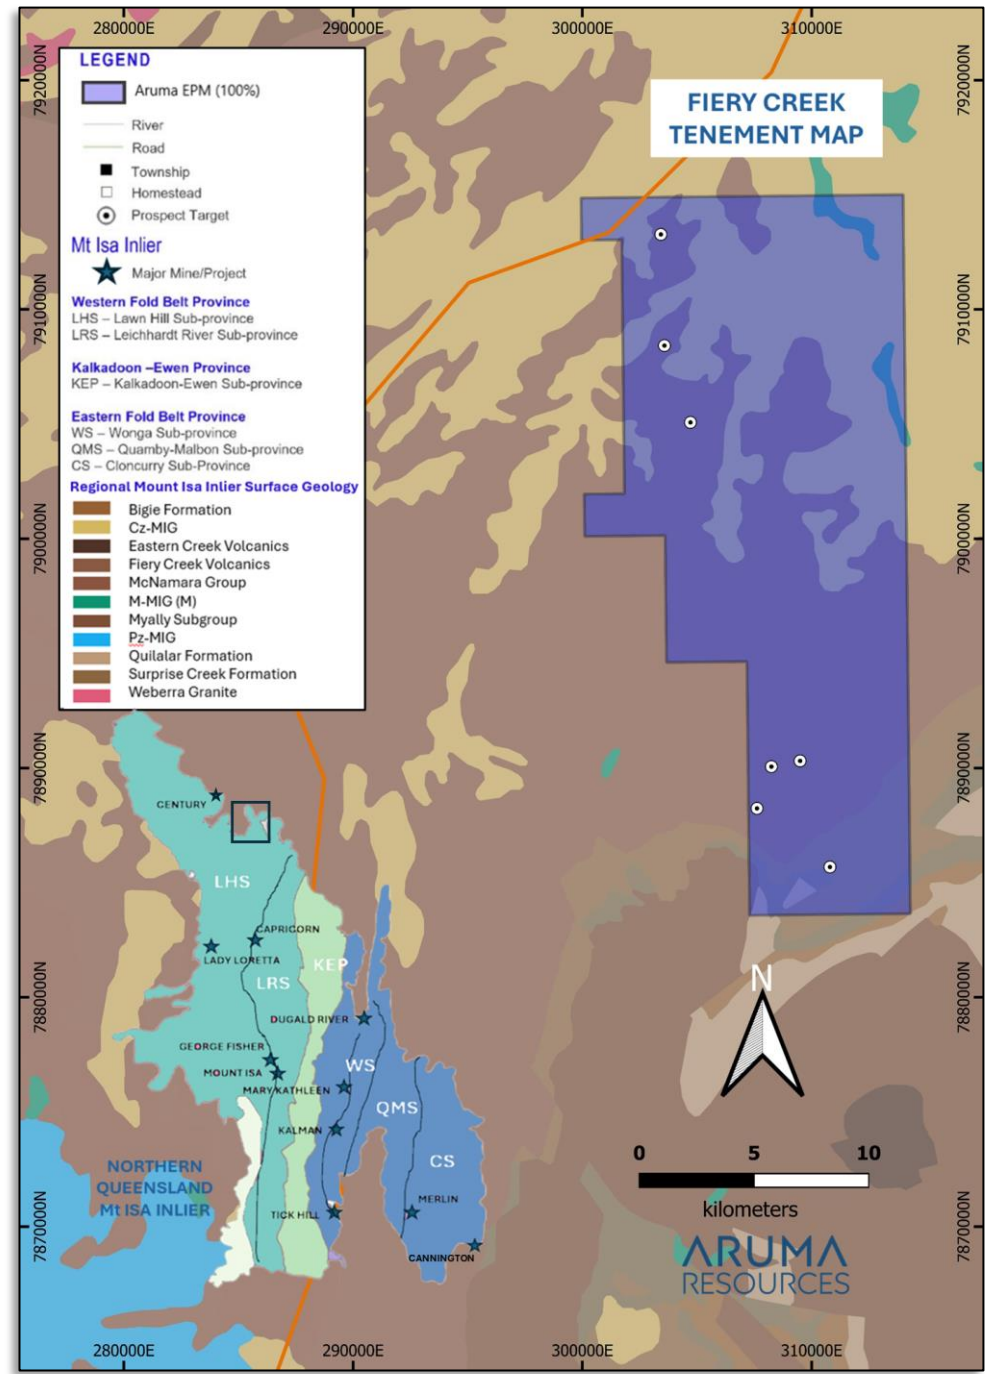 280000E 290000E 300000E 310000E
7920000N
7910000N
7900000N
7890000N
7880000N
7870000N
LEGEND
Aruma EPM (100%)
River
Road
Township
Homestead
Prospect Target
Mt Isa Inlier
Major Mine/Project
Western Fold Belt Province
LHS – Lawn Hill Sub-province
LRS – Leichhardt River Sub-province
Kalkadoon –Ewen Province
KEP – Kalkadoon-Ewen Sub-province
Eastern Fold Belt Province
WS – Wonga Sub-province
QMS – Quamby-Malbon Sub-province
CS – Cloncurry Sub-Province
Regional Mount Isa Inlier Surface Geology
Bigie Formation
Cz-MIG
Eastern Creek Volcanics
Fiery Creek Volcanics
McNamara Group
M-MIG (M)
Myally Subgroup
Pz-MIG
Quilalar Formation
Surprise Creek Formation
Weberra Granite
FIERY CREEK
TENEMENT MAP
7920000N
7910000N
7900000N
7890000N
7880000N
7870000N
CENTURY
LHS
CAPRICORN
LADY LORETTA
KEP
LRS
DUGALD RIVER
GEORGE FISHER
WS
MOUNT ISA
MARY KATHLEEN
QMS
KALMAN
CS
NORTHERN
QUEENSLAND
Mt ISA INLIER
MERLIN
TICK HILL
CANNINGTON
N
0 5 10
kilometers
ARUMA
RESOURCES
280000E 290000E 300000E 310000E